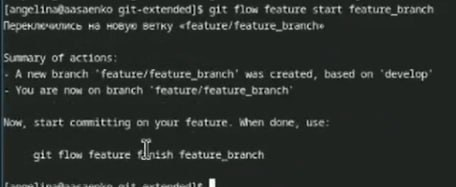 [angelina@aasaenko git-extended]$ git flow feature start feature_branch
Переключились на новую ветку «feature/feature_branch»
Summary of actions:
- A new branch 'feature/feature_branch' was created, based on 'develop'
- You are now on branch 'feature/feature_branch'
Now, start committing on your feature. When done, use:
git flow feature finish feature_branch
[angelina@aasaenko git-extended]$